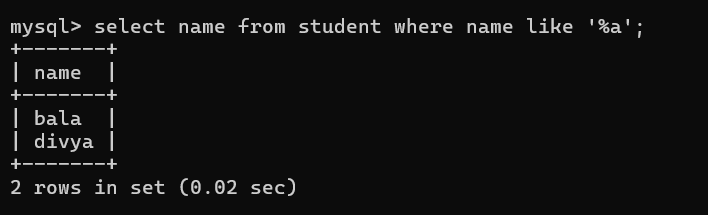 mysql> select name from student where name like '%a';
+-------+
| name  |
+-------+
| bala  |
| divya |
+-------+
2 rows in set (0.02 sec)